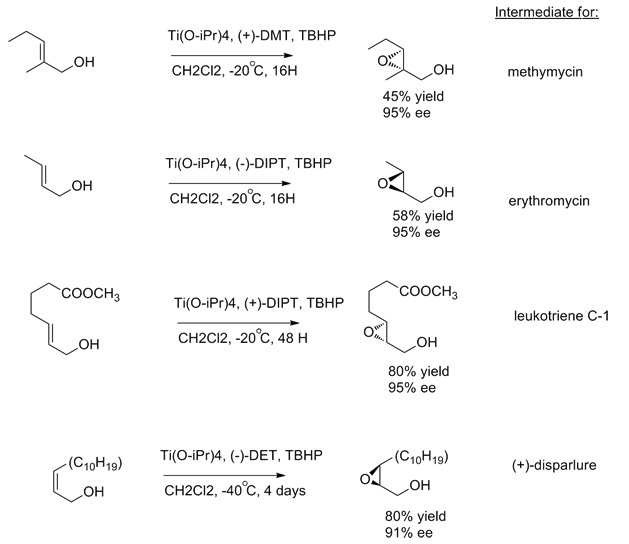 Intermediate for:
Ti(O-iPr)4, (+)-DMT, TBHP
CH2Cl2, -20°C, 16H
OH
O
OH
45% yield
95% ee
methymycin
Ti(O-iPr)4, (-)-DIPT, TBHP
CH2Cl2, -20°C, 16H
OH
O
OH
58% yield
95% ee
erythromycin
COOCH3
OH
Ti(O-iPr)4, (+)-DIPT, TBHP
CH2Cl2, -20°C, 48 H
COOCH3
O
OH
80% yield
95% ee
leukotriene C-1
(C10H19)
OH
Ti(O-iPr)4, (-)-DET, TBHP
CH2Cl2, -40°C, 4 days
(C10H19)
O
OH
80% yield
91% ee
(+)-disparlure